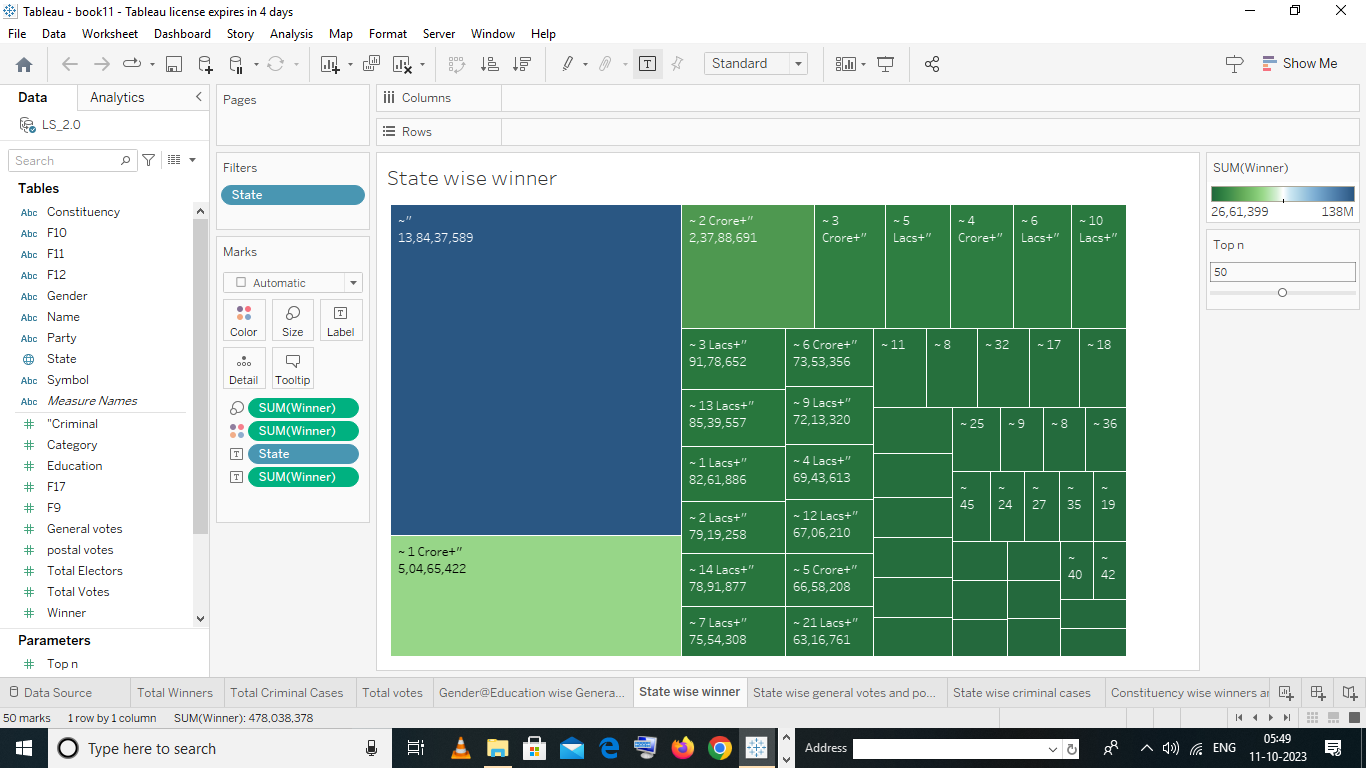 Tableau - book11 - Tableau license expires in 4 days
File Data Worksheet Dashboard Story Analysis Map Format Server Window Help
Standard
Show Me
Data Analytics
LS_2.0
Search
Tables
Abc Constituency
Abc F10
Abc F11
Abc F12
Abc Gender
Abc Name
Abc Party
State
Abc Symbol
Abc Measure Names
# "Criminal
# Category
# Education
# F17
# F9
# General votes
# postal votes
# Total Electors
# Total Votes
# Winner
Parameters
# Top n
Pages
Filters
State
Marks
Automatic
Color Size Label
Detail Tooltip
SUM(Winner)
SUM(Winner)
State
SUM(Winner)
Columns
Rows
State wise winner
~"
13,84,37,589
~ 1 Crore+"
5,04,65,422
~ 2 Crore+"
2,37,88,691
~ 3
Crore+"
~ 5
Lacs+"
~ 4
Crore+"
~ 6
Lacs+"
~ 10
Lacs+"
~ 3 Lacs+"
91,78,652
~ 13 Lacs+"
85,39,557
~ 1 Lacs+"
82,61,886
~ 2 Lacs+"
79,19,258
~ 14 Lacs+"
78,91,877
~ 7 Lacs+"
75,54,308
~ 6 Crore+"
73,53,356
~ 9 Lacs+"
72,13,320
~ 4 Lacs+"
69,43,613
~ 12 Lacs+"
67,06,210
~ 5 Crore+"
66,58,208
~ 21 Lacs+"
63,16,761
~ 11 ~ 8 ~ 32 ~ 17 ~ 18
~ 25 ~ 9 ~ 8 ~ 36
~
45
~
24
~
27
~
35
~
19
~
40
~
42
SUM(Winner)
26,61,399 138M
Top n
50
Data Source Total Winners Total Criminal Cases Total votes Gender@Education wise Genera... State wise winner State wise general votes and po... State wise criminal cases Constituency wise winners an
50 marks 1 row by 1 column SUM(Winner): 478,038,378
Type here to search
Address
ENG
05:49
11-10-2023